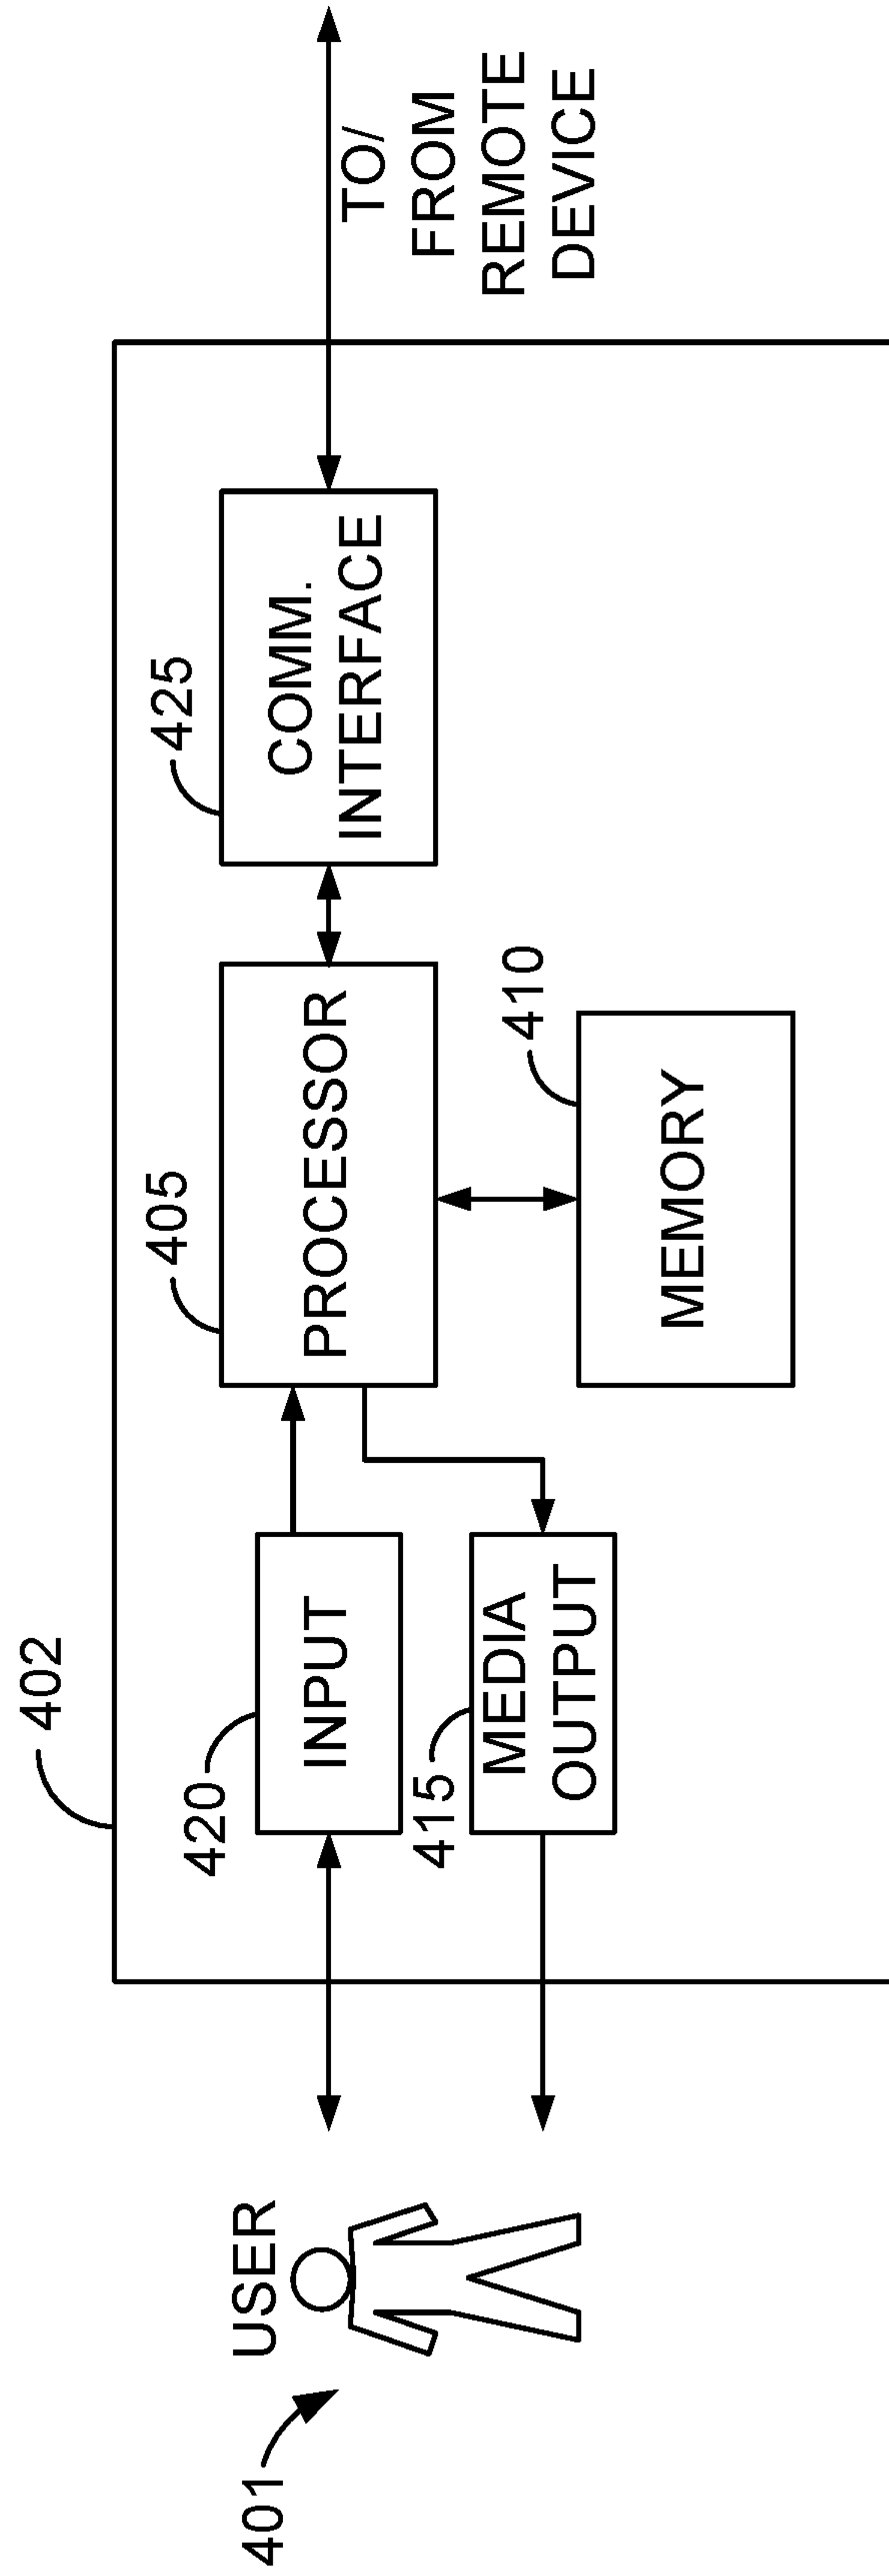 402
425
405
COMM.
INTERFACE
PROCESSOR
TO/
FROM
REMOTE
DEVICE
420
INPUT
USER
401
415
MEDIA
OUTPUT
410
MEMORY